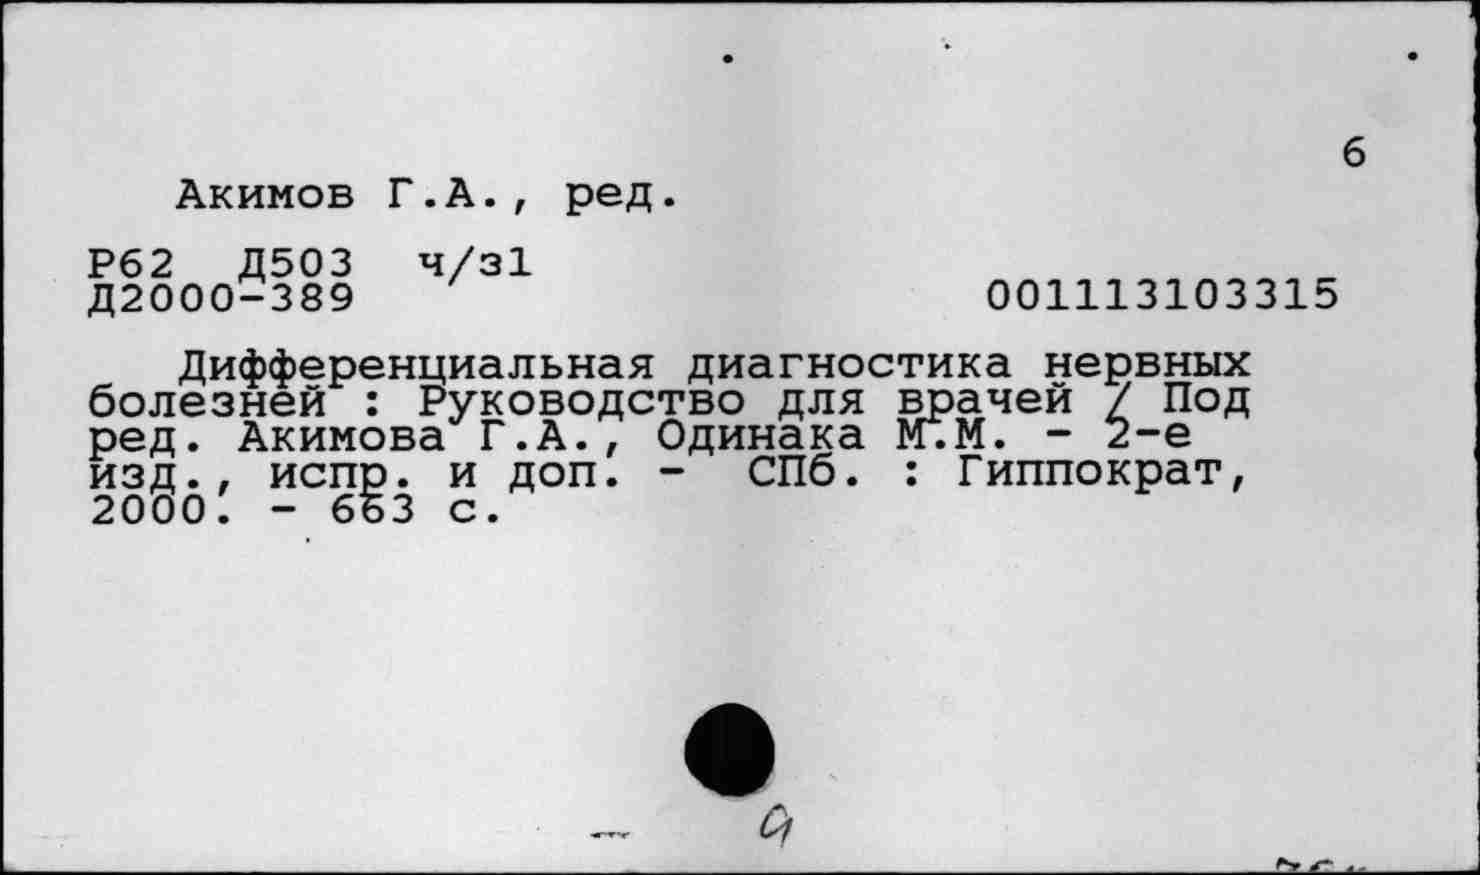 6
Акимов Г.А., ред.
Р62 Д503 ч/з1
Д2000-389 001113103315
Дифференциальная диагностика нервных
болезней : Руководство для врачей / Под
ред. Акимова Г.А., Одинака М.М. - 2-е
изд., испр. и доп. - СПб. : Гиппократ,
2000. - 663 с.